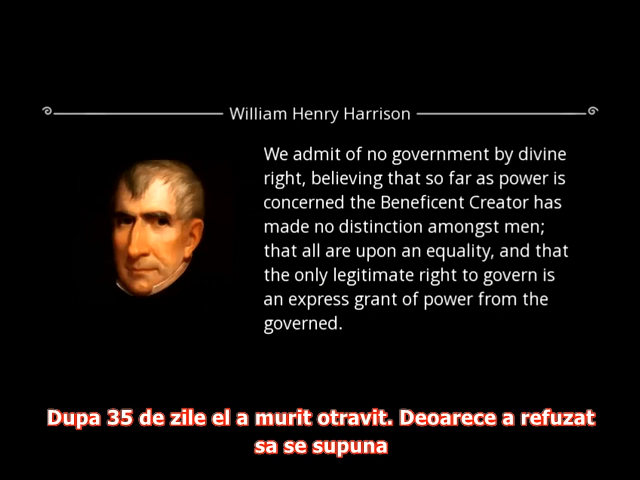 William Henry Harrison
We admit of no government by divine
right, believing that so far as power is
concerned the Beneficent Creator has
made no distinction amongst men;
that all are upon an equality, and that
the only legitimate right to govern is
an express grant of power from the
governed.
Dupa 35 de zile el a murit otravit. Deoarece a refuzat
sa se supuna